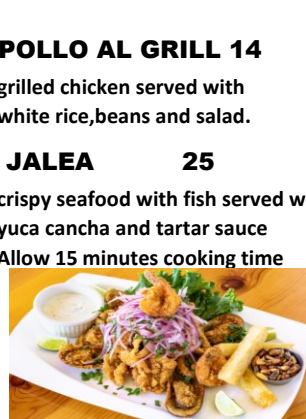 POLLO AL GRILL 14
grilled chicken served with
white rice,beans and salad.
JALEA 25
crispy seafood with fish served w
yuca cancha and tartar sauce
Allow 15 minutes cooking time